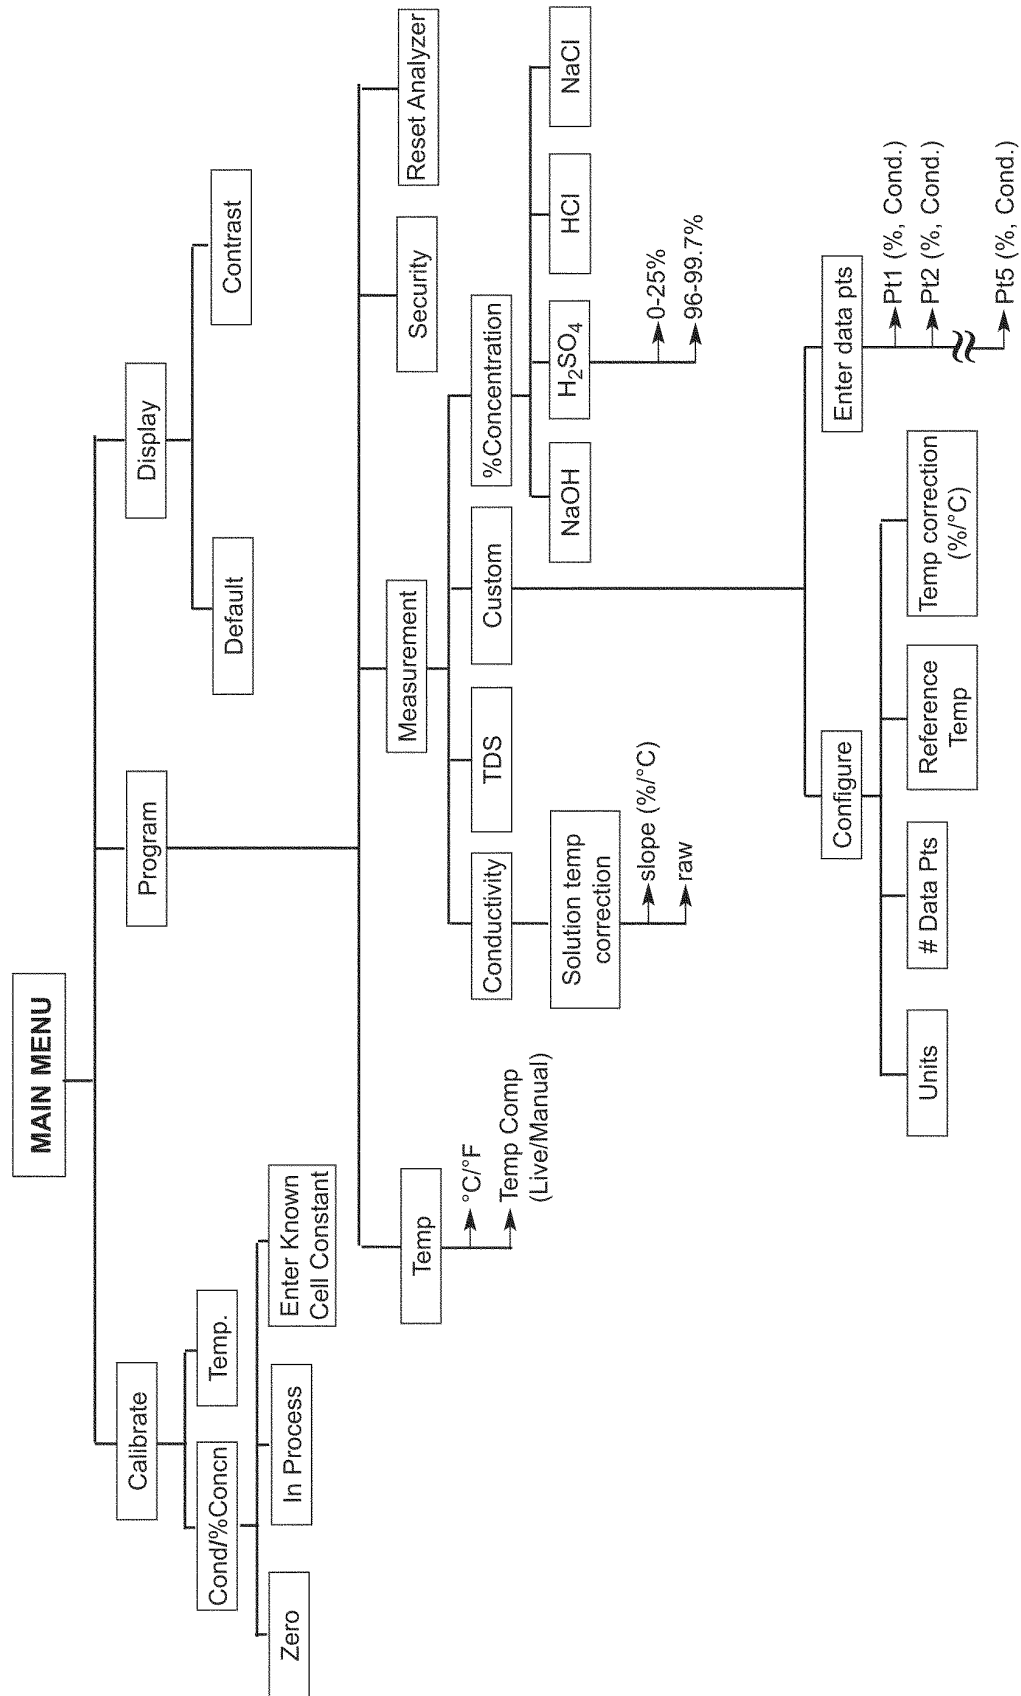 MAIN MENU
Calibrate
Program
Display
Cond/%Concn
Temp.
Default
Contrast
Zero
In Process
Enter Known
Cell Constant
Temp
Measurement
Security
Reset Analyzer
°C/°F
Temp Comp
(Live/Manual)
Conductivity
TDS
Custom
%Concentration
Solution temp
correction
slope (%/°C)
raw
NaOH
H₂SO₄
HCl
NaCl
0-25%
96-99.7%
Configure
Enter data pts
Units
# Data Pts
Reference
Temp
Temp correction
(%/°C)
Pt1 (%, Cond.)
Pt2 (%, Cond.)
Pt5 (%, Cond.)